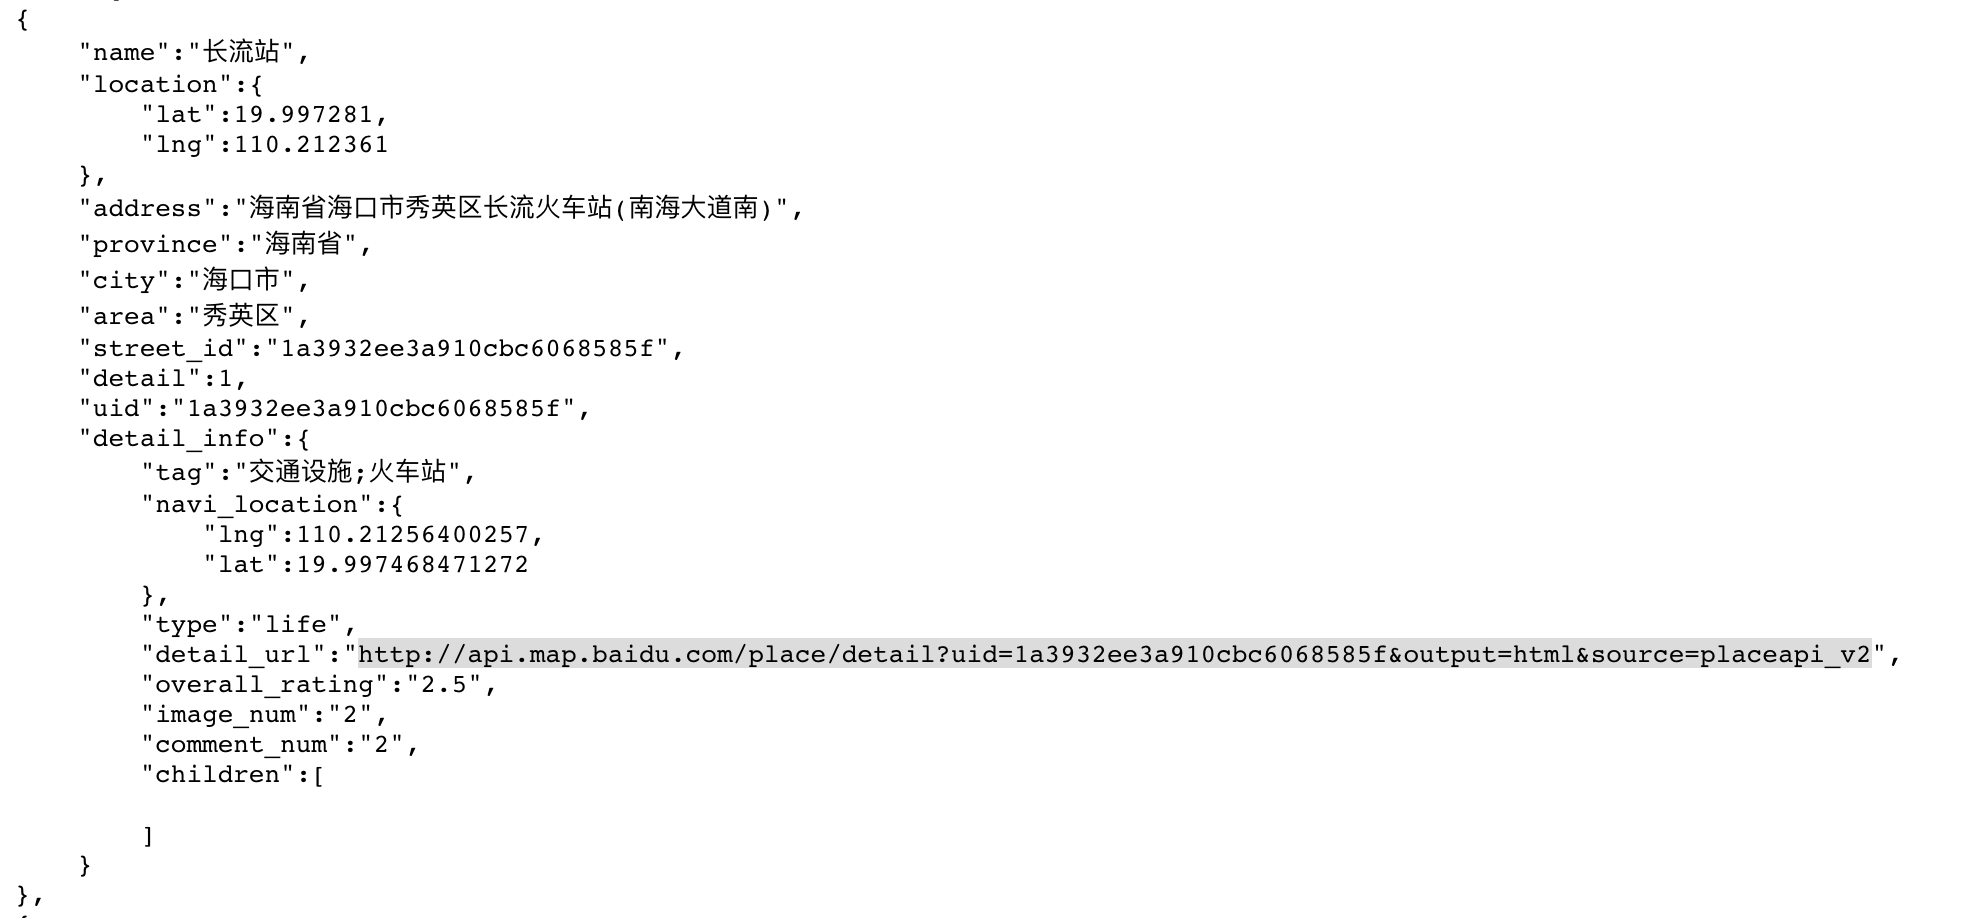 {
"name":"长流站",
"location":{
"lat":19.997281,
"lng":110.212361
},
"address":"海南省海口市秀英区长流火车站(南海大道南)",
"province":"海南省",
"city":"海口市",
"area":"秀英区",
"street_id":"1a3932ee3a910cbc6068585f",
"detail":1,
"uid":"1a3932ee3a910cbc6068585f",
"detail_info":{
"tag":"交通设施;火车站",
"navi_location":{
"lng":110.21256400257,
"lat":19.997468471272
},
"type":"life",
"detail_url":"http://api.map.baidu.com/place/detail?uid=1a3932ee3a910cbc6068585f&output=html&source=placeapi_v2",
"overall_rating":"2.5",
"image_num":"2",
"comment_num":"2",
"children":[
]
}
},